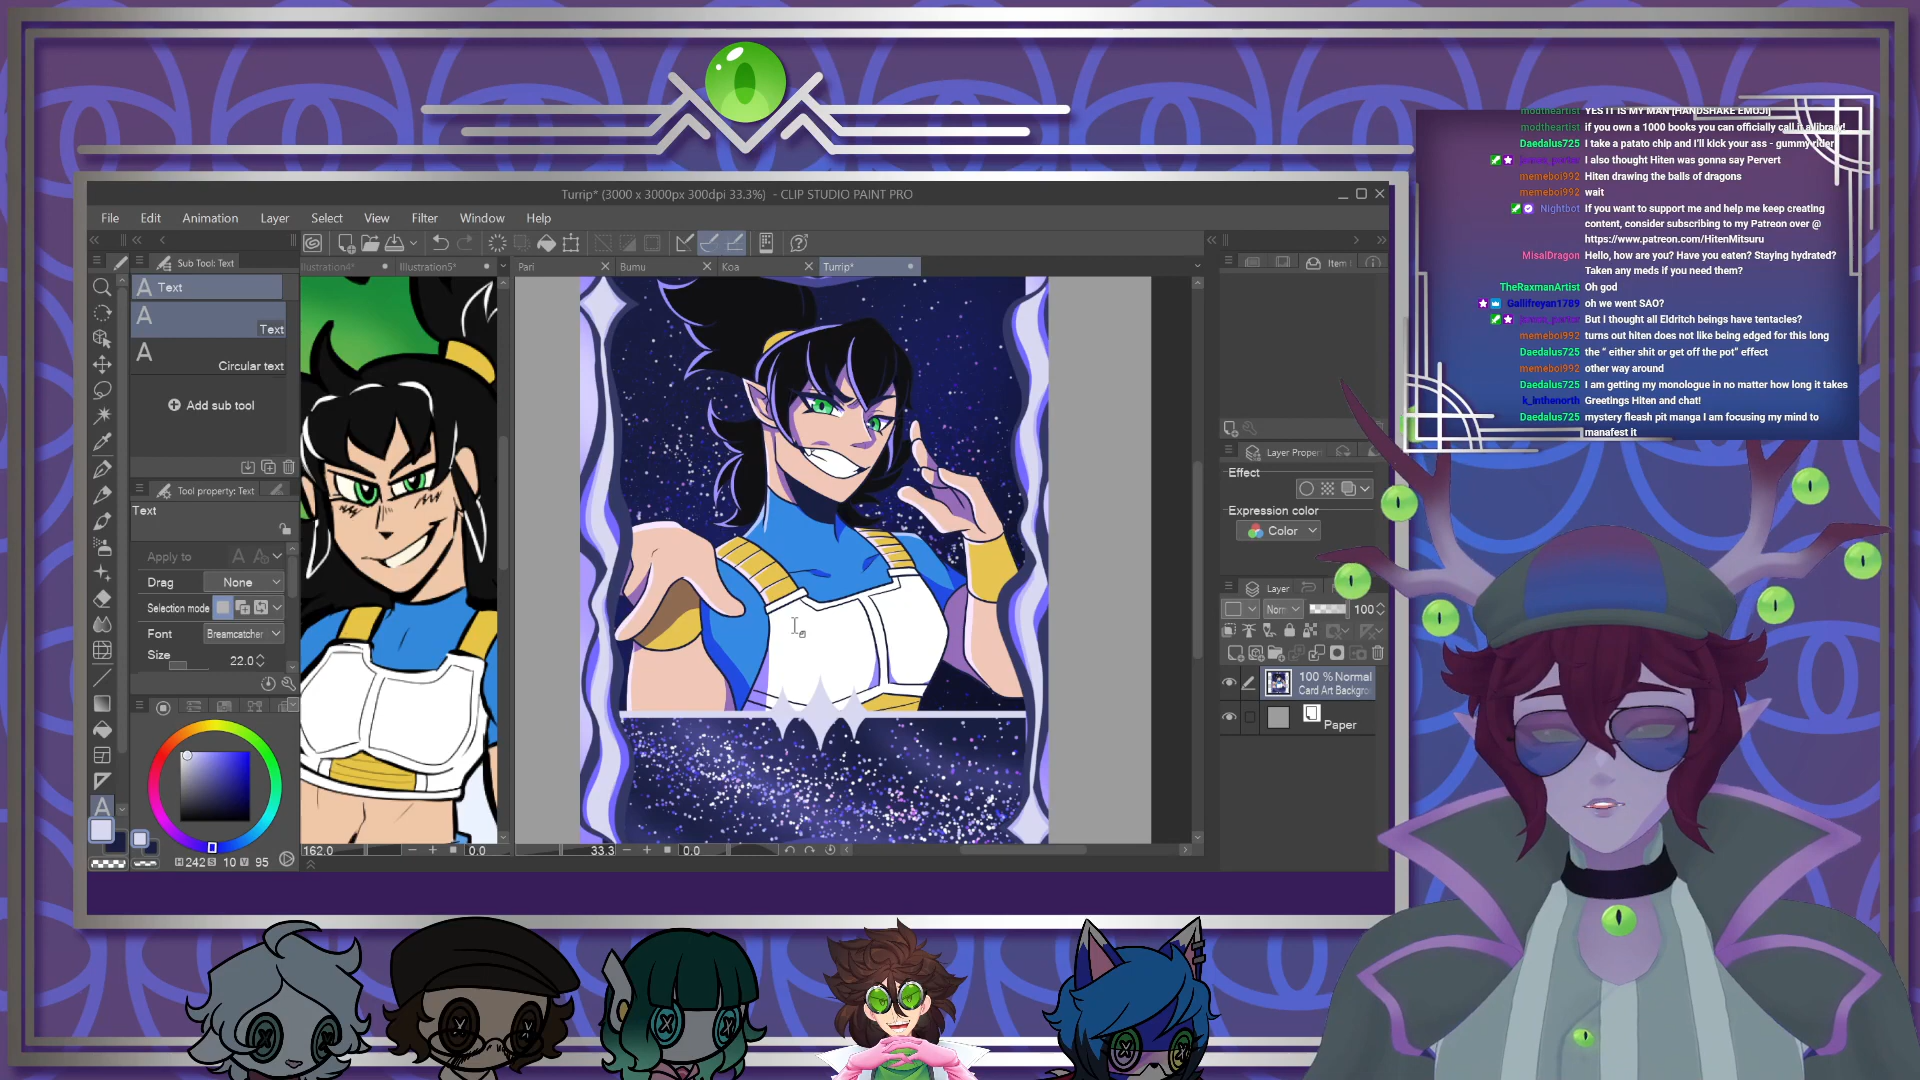 Turrip* (3000 x 3000px 300dpi 33.3%) - CLIP STUDIO PAINT PRO
File Edit Animation Layer Select View Filter Window Help
Sub Tool: Text
Illustration4* Illustration5* Pari Bumu Koa Turrip*
Item
A Text
A
Text
A
Circular text
Add sub tool
Tool property: Text
Text
Apply to
Drag None
Selection mode
Font Breamcatcher
Size 22.0
H 242 S 10 V 95
162.0 0.0 33.3 0.0
Layer Proper
Effect
Expression color
Color
Layer
Norm 100
100 % Normal
Card Art Backgro
Paper
modtheartist YES IT IS MY MAN [HANDSHAKE EMOJI]
modtheartist if you own a 1000 books you can officially call it a library!
Daedalus725 I take a patato chip and I'll kick your ass - gummy rider
I also thought Hiten was gonna say Pervert
memeboi992 Hiten drawing the balls of dragons
memeboi992 wait
Nightbot If you want to support me and help me keep creating
content, consider subscribing to my Patreon over @
https://www.patreon.com/HitenMitsuru
MisalDragon Hello, how are you? Have you eaten? Staying hydrated?
Taken any meds if you need them?
TheRaxmanArtist Oh god
Gallifreyan1789 oh we went SAO?
But I thought all Eldritch beings have tentacles?
memeboi992 turns out hiten does not like being edged for this long
Daedalus725 the " either shit or get off the pot" effect
memeboi992 other way around
Daedalus725 I am getting my monologue in no matter how long it takes
k_inthenorth Greetings Hiten and chat!
Daedalus725 mystery fleash pit manga I am focusing my mind to
manafest it